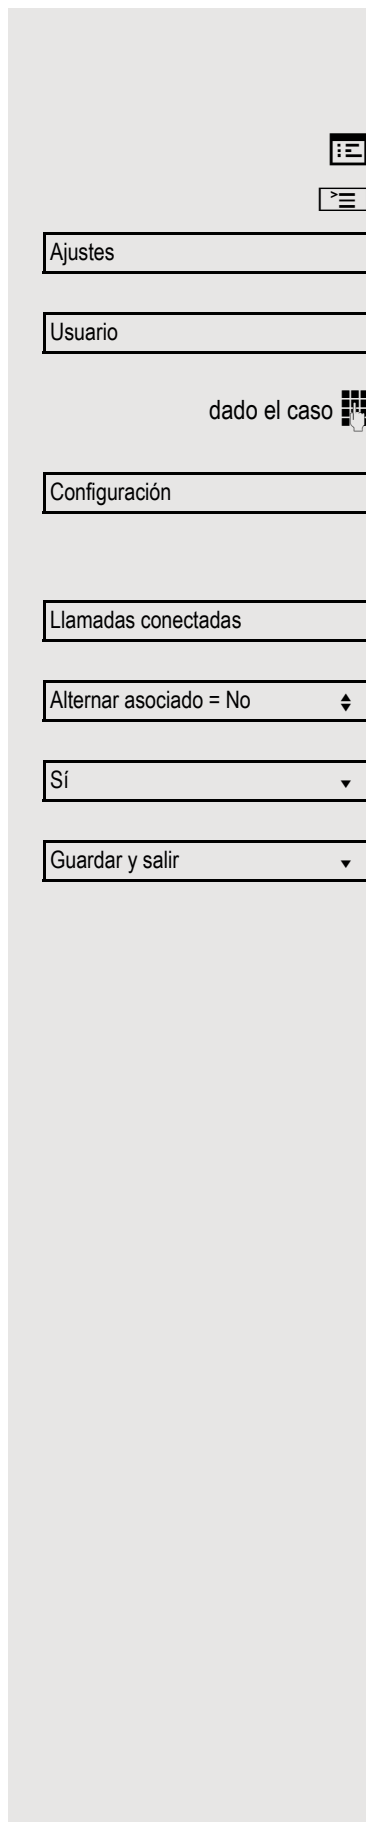 Ajustes
Usuario
dado el caso
Configuración
Llamadas conectadas
Alternar asociado = No
Sí
Guardar y salir